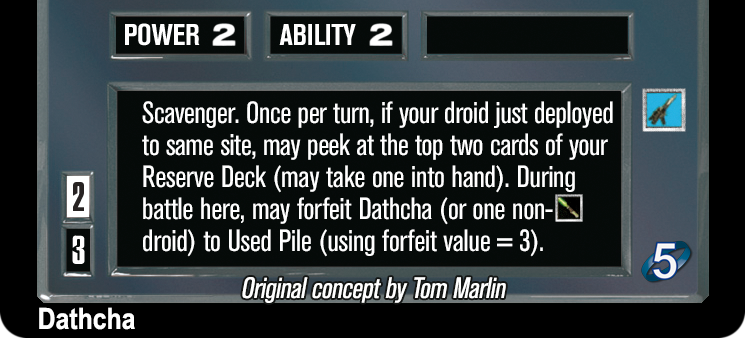 POWER 2 ABILITY 2
Scavenger. Once per turn, if your droid just deployed
to same site, may peek at the top two cards of your
Reserve Deck (may take one into hand). During
battle here, may forfeit Dathcha (or one non-
droid) to Used Pile (using forfeit value = 3).
2
3
5
Original concept by Tom Marlin
Dathcha